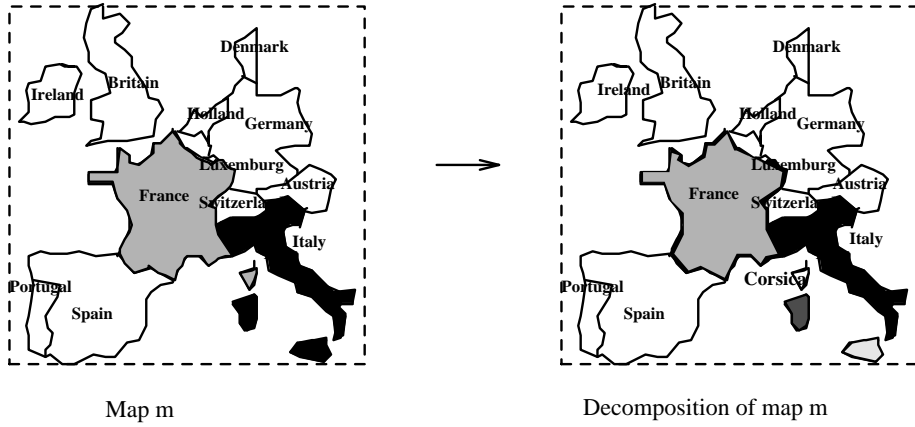 Denmark
Ireland
Britain
Holland
Germany
Luxemburg
France
Austria
Switzerla
Italy
Portugal
Spain
Map m
Denmark
Ireland
Britain
Holland
Germany
Luxemburg
France
Austria
Switzerla
Italy
Corsica
Portugal
Spain
Decomposition of map m